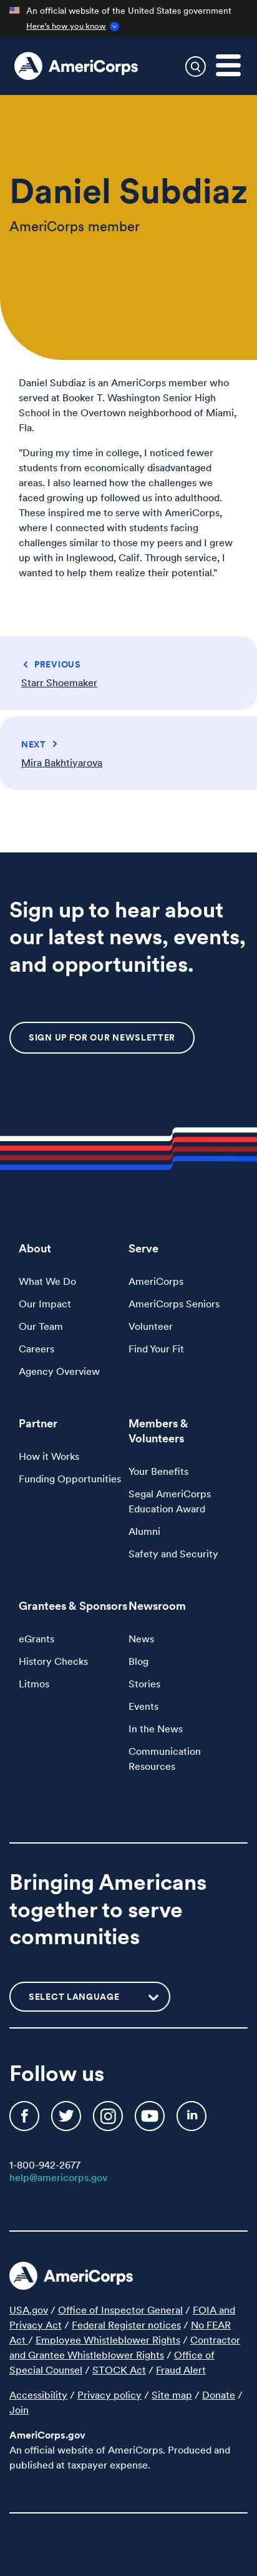 An official website of the United States government
Here's how you know
AmeriCorps
Daniel Subdiaz
AmeriCorps member
Daniel Subdiaz is an AmeriCorps member who
served at Booker T. Washington Senior High
School in the Overtown neighborhood of Miami,
Fla.
"During my time in college, I noticed fewer
students from economically disadvantaged
areas. I also learned how the challenges we
faced growing up followed us into adulthood.
These inspired me to serve with AmeriCorps,
where I connected with students facing
challenges similar to those my peers and I grew
up with in Inglewood, Calif. Through service, I
wanted to help them realize their potential."
PREVIOUS
Starr Shoemaker
NEXT
Mira Bakhtiyarova
Sign up to hear about
our latest news, events,
and opportunities.
SIGN UP FOR OUR NEWSLETTER
About
What We Do
Our Impact
Our Team
Careers
Agency Overview
Serve
AmeriCorps
AmeriCorps Seniors
Volunteer
Find Your Fit
Partner
How it Works
Funding Opportunities
Members &
Volunteers
Your Benefits
Segal AmeriCorps
Education Award
Alumni
Safety and Security
Grantees & Sponsors
eGrants
History Checks
Litmos
Newsroom
News
Blog
Stories
Events
In the News
Communication
Resources
Bringing Americans
together to serve
communities
SELECT LANGUAGE
Follow us
1-800-942-2677
help@americorps.gov
AmeriCorps
USA.gov / Office of Inspector General / FOIA and
Privacy Act / Federal Register notices / No FEAR
Act / Employee Whistleblower Rights / Contractor
and Grantee Whistleblower Rights / Office of
Special Counsel / STOCK Act / Fraud Alert
Accessibility / Privacy policy / Site map / Donate /
Join
AmeriCorps.gov
An official website of AmeriCorps. Produced and
published at taxpayer expense.